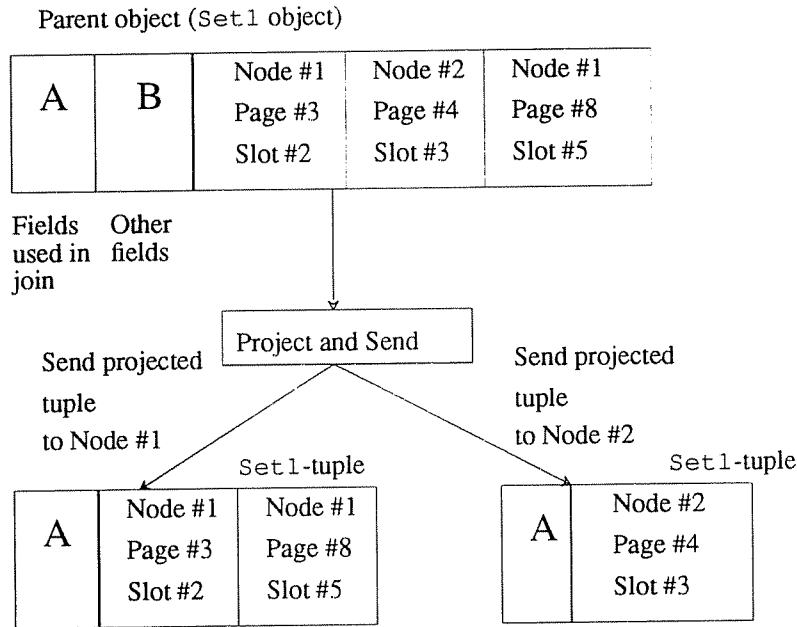 Parent object (Set1 object)
A B
Node #1 Node #2 Node #1
Page #3 Page #4 Page #8
Slot #2 Slot #3 Slot #5
Fields Other
used in fields
join
Project and Send
Send projected
tuple
to Node #1
Send projected
tuple
to Node #2
Set1-tuple
Set1-tuple
A
Node #1 Node #1
Page #3 Page #8
Slot #2 Slot #5
A
Node #2
Page #4
Slot #3